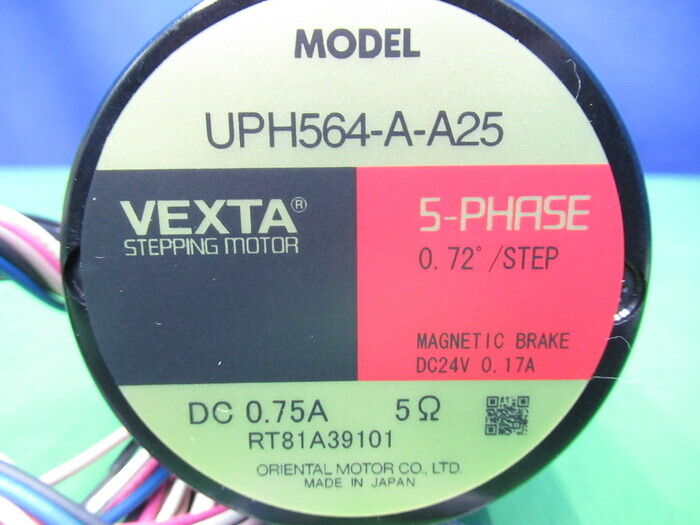 MODEL
UPH564-A-A25
VEXTA®
STEPPING MOTOR
5-PHASE
0.72°/STEP
MAGNETIC BRAKE
DC24V 0.17A
DC 0.75A 5Ω
RT81A39101
ORIENTAL MOTOR CO., LTD.
MADE IN JAPAN